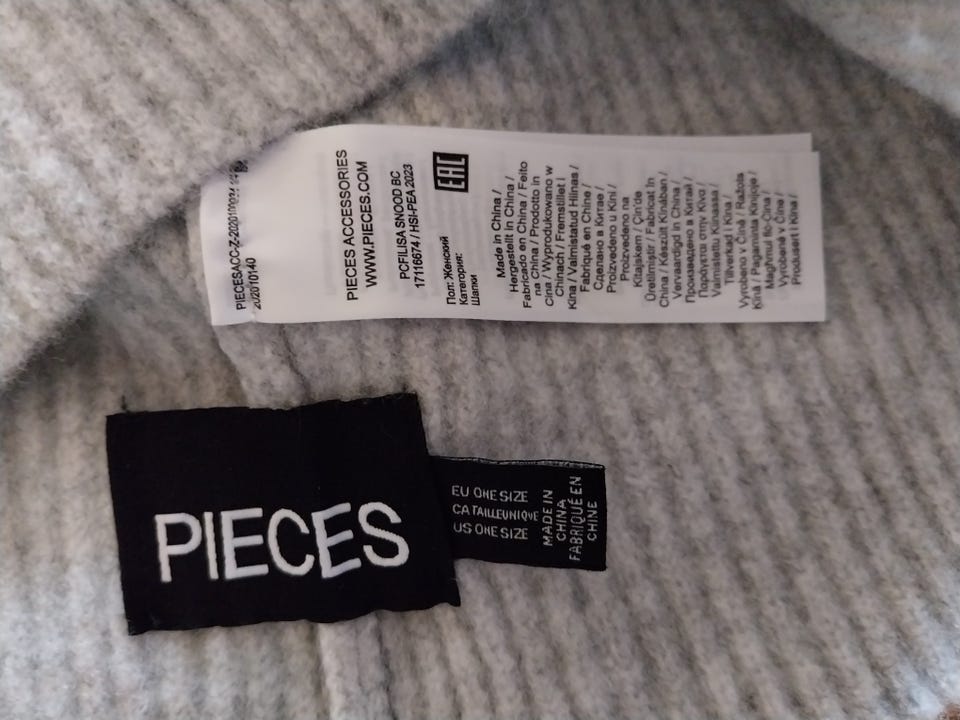 PIECESACC-Z-2020100
2020100140
PIECES ACCESSORIES
WWW.PIECES.COM
PCFILISA SNOOD BC
17116674 / HSI-PEA 2023
Пол: Женский
Категория:
Шапки
EAC
Made in China /
Hergestellt in China /
Fabricado en China / Feito
na China / Prodotto in
Cina / Wyprodukowano w
Chinach / Fremstillet i
Kina / Valmistatud Hiinas /
Fabriqué en Chine /
Сделано в Китае /
Proizvedeno u Kini /
Proizvedeno na
Kitajskem / Çin'de
Üretilmiştir / Fabricat în
China / Készült Kínában /
Vervaardigd in China /
Произведено в Китай /
Παράγεται στην Κίνα /
Valmistettu Kiinassa /
Tillverkad i Kina /
Vyrobeno v Číně / Ražots
Ķīnā / Pagaminta Kinijoje /
Maghmul fiċ-Ċina /
Vyrobené v Číne /
Produsert i Kina /
PIECES
EU ONE SIZE
CA TAILLE UNIQUE
US ONE SIZE
MADE IN
CHINA
FABRIQUÉ EN
CHINE